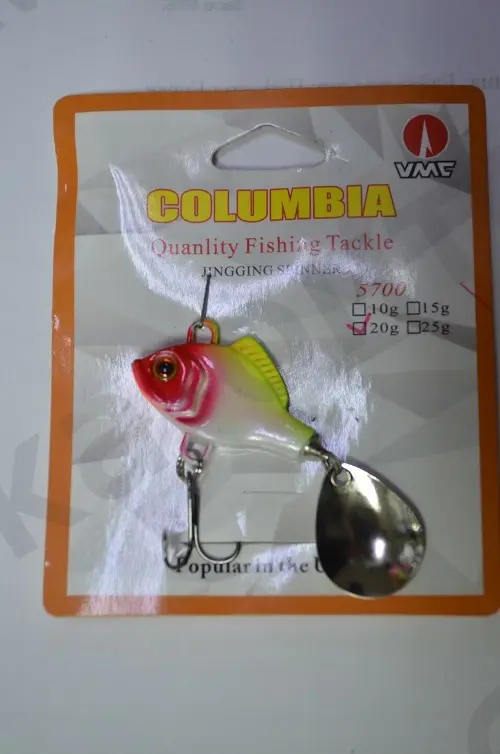 VMC
COLUMBIA
Quanlity Fishing Tackle
JINGGING SPINNER
5700
10g 15g
20g 25g
Popular in the U